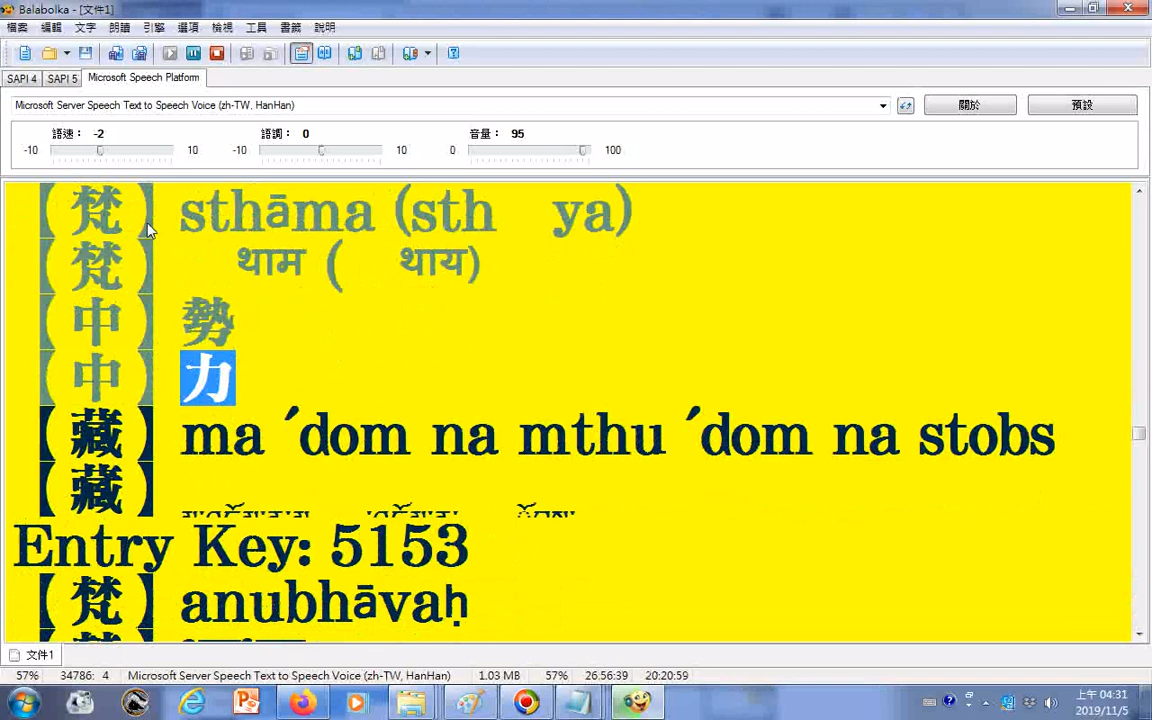 Balabolka - [文件1]
檔案 編輯 文字 朗讀 引擎 選項 檢視 工具 書籤 說明
SAPI 4 SAPI 5 Microsoft Speech Platform
Microsoft Server Speech Text to Speech Voice (zh-TW, HanHan) 關於 預設
語速： -2 語調： 0 音量： 95
-10 10 -10 10 0 100
【梵】 sthāma (sth ya)
【梵】 थाम ( थाय)
【中】 勢
【中】 力
【藏】 ma ´dom na mthu ´dom na stobs
【藏】
Entry Key: 5153
【梵】 anubhāvaḥ
文件1
57% 34786: 4 Microsoft Server Speech Text to Speech Voice (zh-TW, HanHan) 1.03 MB 57% 26:56:39 20:20:59
上午 04:31
2019/11/5